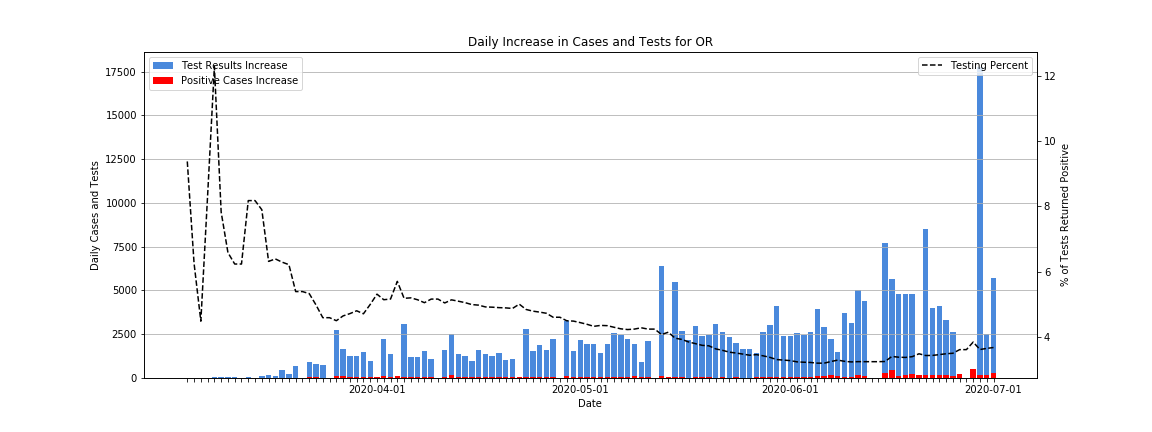 Daily Increase in Cases and Tests for OR
Test Results Increase
Positive Cases Increase
Testing Percent
17500
15000
12500
10000
7500
5000
2500
0
Daily Cases and Tests
12
10
8
6
4
% of Tests Returned Positive
2020-04-01
2020-05-01
2020-06-01
2020-07-01
Date